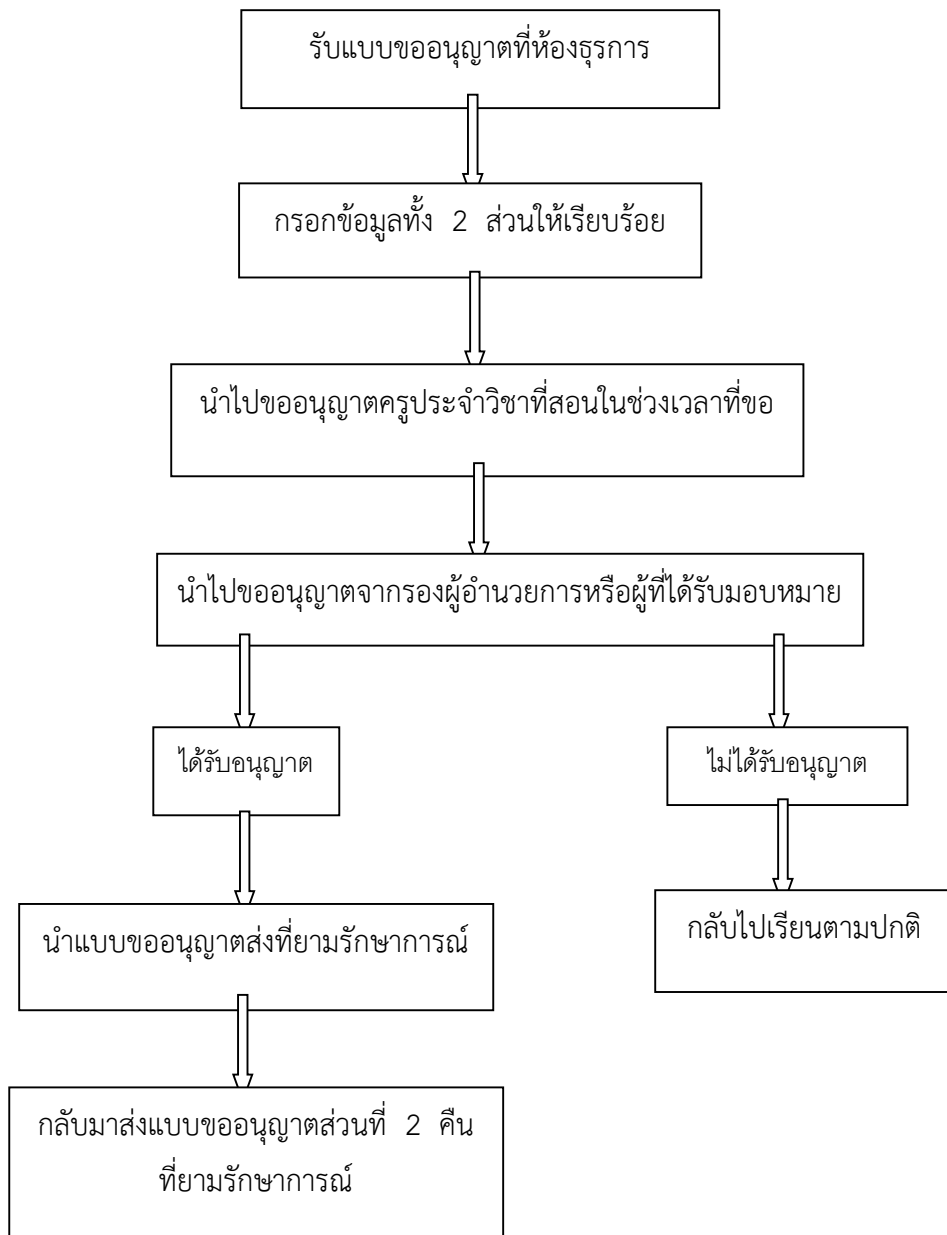 รับแบบขออนุญาตที่ห้องธุรการ
กรอกข้อมูลทั้ง 2 ส่วนให้เรียบร้อย
นำไปขออนุญาตครูประจำวิชาที่สอนในช่วงเวลาที่ขอ
นำไปขออนุญาตจากรองผู้อำนวยการหรือผู้ที่ได้รับมอบหมาย
ได้รับอนุญาต
ไม่ได้รับอนุญาต
นำแบบขออนุญาตส่งที่ยามรักษาการณ์
กลับไปเรียนตามปกติ
กลับมาส่งแบบขออนุญาตส่วนที่ 2 คืน
ที่ยามรักษาการณ์